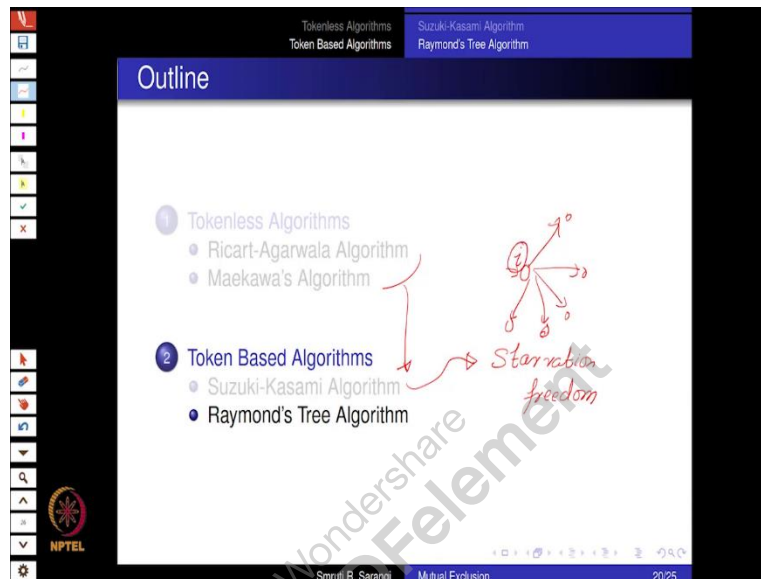 Tokenless Algorithms
Token Based Algorithms
Suzuki-Kasami Algorithm
Raymond's Tree Algorithm
Outline
1 Tokenless Algorithms
Ricart-Agarwala Algorithm
Maekawa's Algorithm
i
2 Token Based Algorithms
Suzuki-Kasami Algorithm
Raymond's Tree Algorithm
Starvation
freedom
Wondershare
PDFelement
NPTEL
Smruti R. Sarangi
Mutual Exclusion
20/25